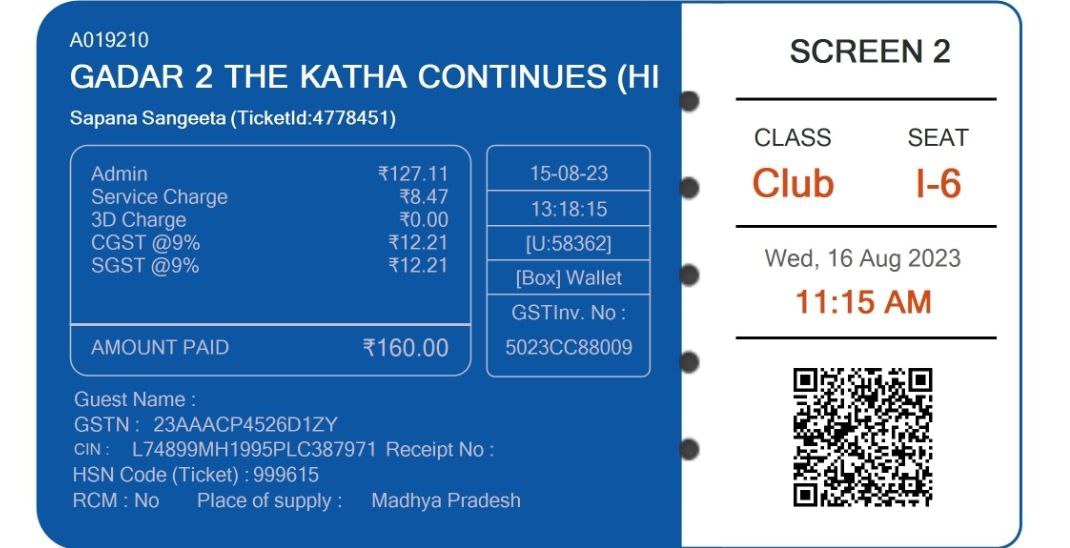 A019210
GADAR 2 THE KATHA CONTINUES (HI
Sapana Sangeeta (TicketId:4778451)
Admin ₹127.11
Service Charge ₹8.47
3D Charge ₹0.00
CGST @9% ₹12.21
SGST @9% ₹12.21
AMOUNT PAID ₹160.00
15-08-23
13:18:15
[U:58362]
[Box] Wallet
GSTInv. No :
5023CC88009
Guest Name :
GSTN : 23AAACP4526D1ZY
CIN : L74899MH1995PLC387971 Receipt No :
HSN Code (Ticket) : 999615
RCM : No Place of supply : Madhya Pradesh
SCREEN 2
CLASS SEAT
Club I-6
Wed, 16 Aug 2023
11:15 AM